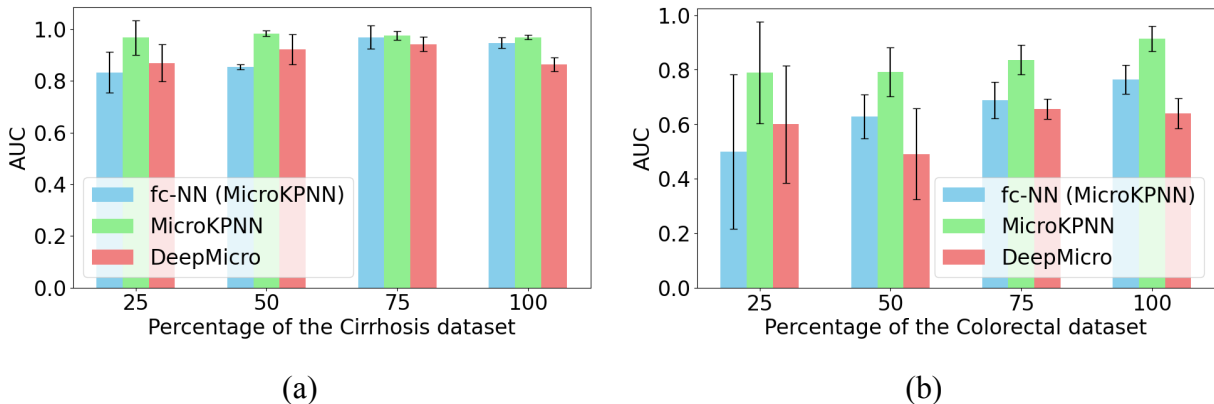 AUC
1.0
0.8
0.6
0.4
0.2
0.0
fc-NN (MicroKPNN)
MicroKPNN
DeepMicro
25 50 75 100
Percentage of the Cirrhosis dataset
(a)
AUC
1.0
0.8
0.6
0.4
0.2
0.0
fc-NN (MicroKPNN)
MicroKPNN
DeepMicro
25 50 75 100
Percentage of the Colorectal dataset
(b)